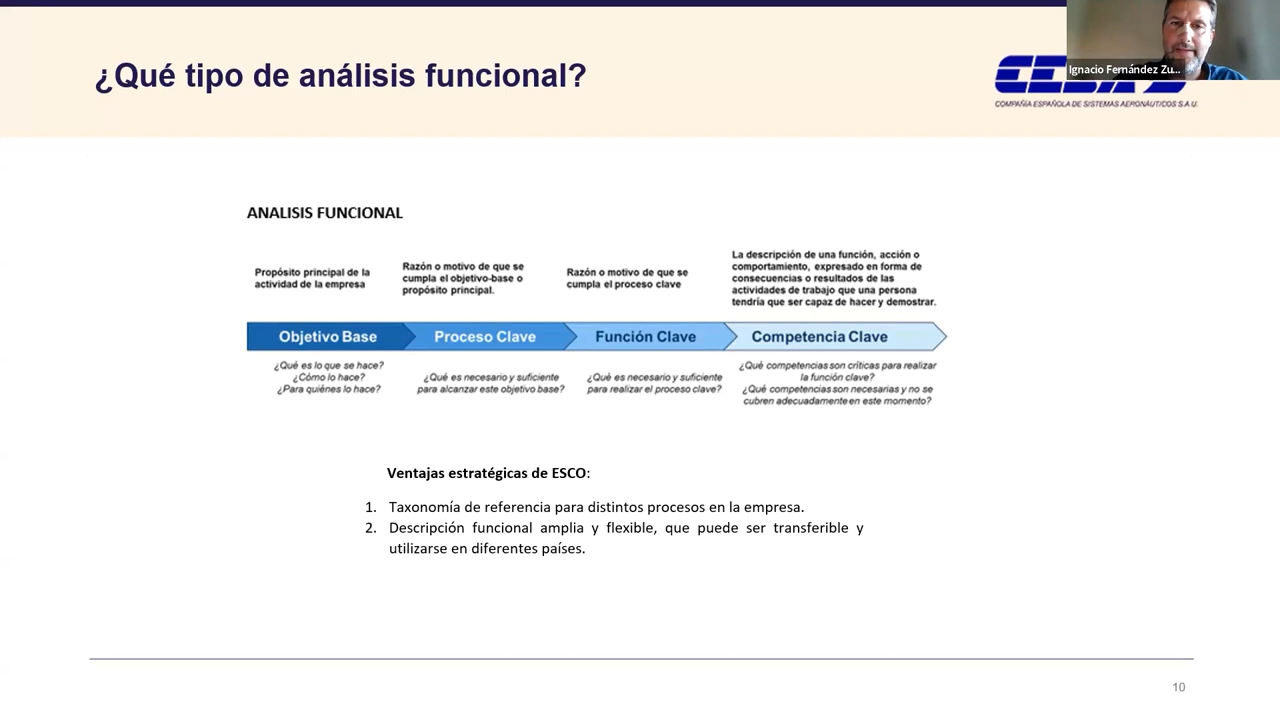 ¿Qué tipo de análisis funcional?
Ignacio Fernández Zu...
COMPAÑÍA ESPAÑOLA DE SISTEMAS AERONÁUTICOS S.A.U.
ANALISIS FUNCIONAL
Propósito principal de la
actividad de la empresa
Razón o motivo de que se
cumpla el objetivo-base o
propósito principal.
Razón o motivo de que se
cumpla el proceso clave
La descripción de una función, acción o
comportamiento, expresado en forma de
consecuencias o resultados de las
actividades de trabajo que una persona
tendría que ser capaz de hacer y demostrar.
Objetivo Base
Proceso Clave
Función Clave
Competencia Clave
¿Qué es lo que se hace?
¿Cómo lo hace?
¿Para quiénes lo hace?
¿Qué es necesario y suficiente
para alcanzar este objetivo base?
¿Qué es necesario y suficiente
para realizar el proceso clave?
¿Qué competencias son críticas para realizar
la función clave?
¿Qué competencias son necesarias y no se
cubren adecuadamente en este momento?
Ventajas estratégicas de ESCO:
1. Taxonomía de referencia para distintos procesos en la empresa.
2. Descripción funcional amplia y flexible, que puede ser transferible y
utilizarse en diferentes países.
10